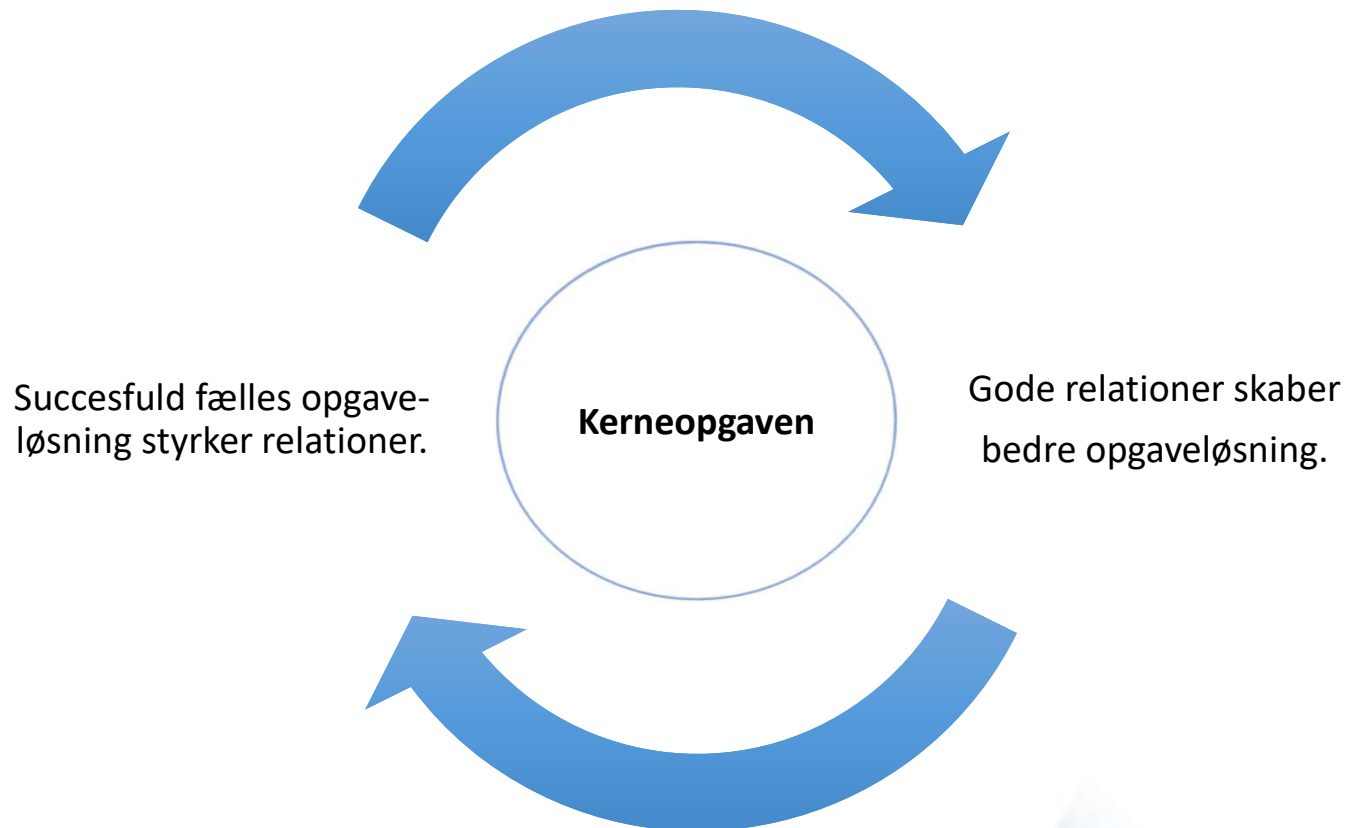 Succesfuld fælles opgave-
løsning styrker relationer.
Kerneopgaven
Gode relationer skaber
bedre opgaveløsning.